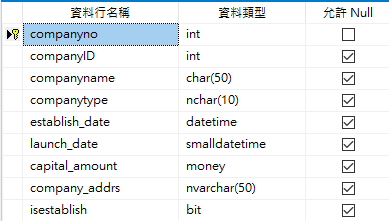 資料行名稱 資料類型 允許 Null
companyno int
companyID int
companyname char(50)
companytype nchar(10)
establish_date datetime
launch_date smalldatetime
capital_amount money
company_addrs nvarchar(50)
isestablish bit